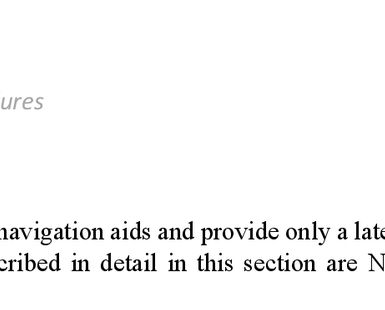 ures
navigation aids and provide only a late
cribed in detail in this section are N